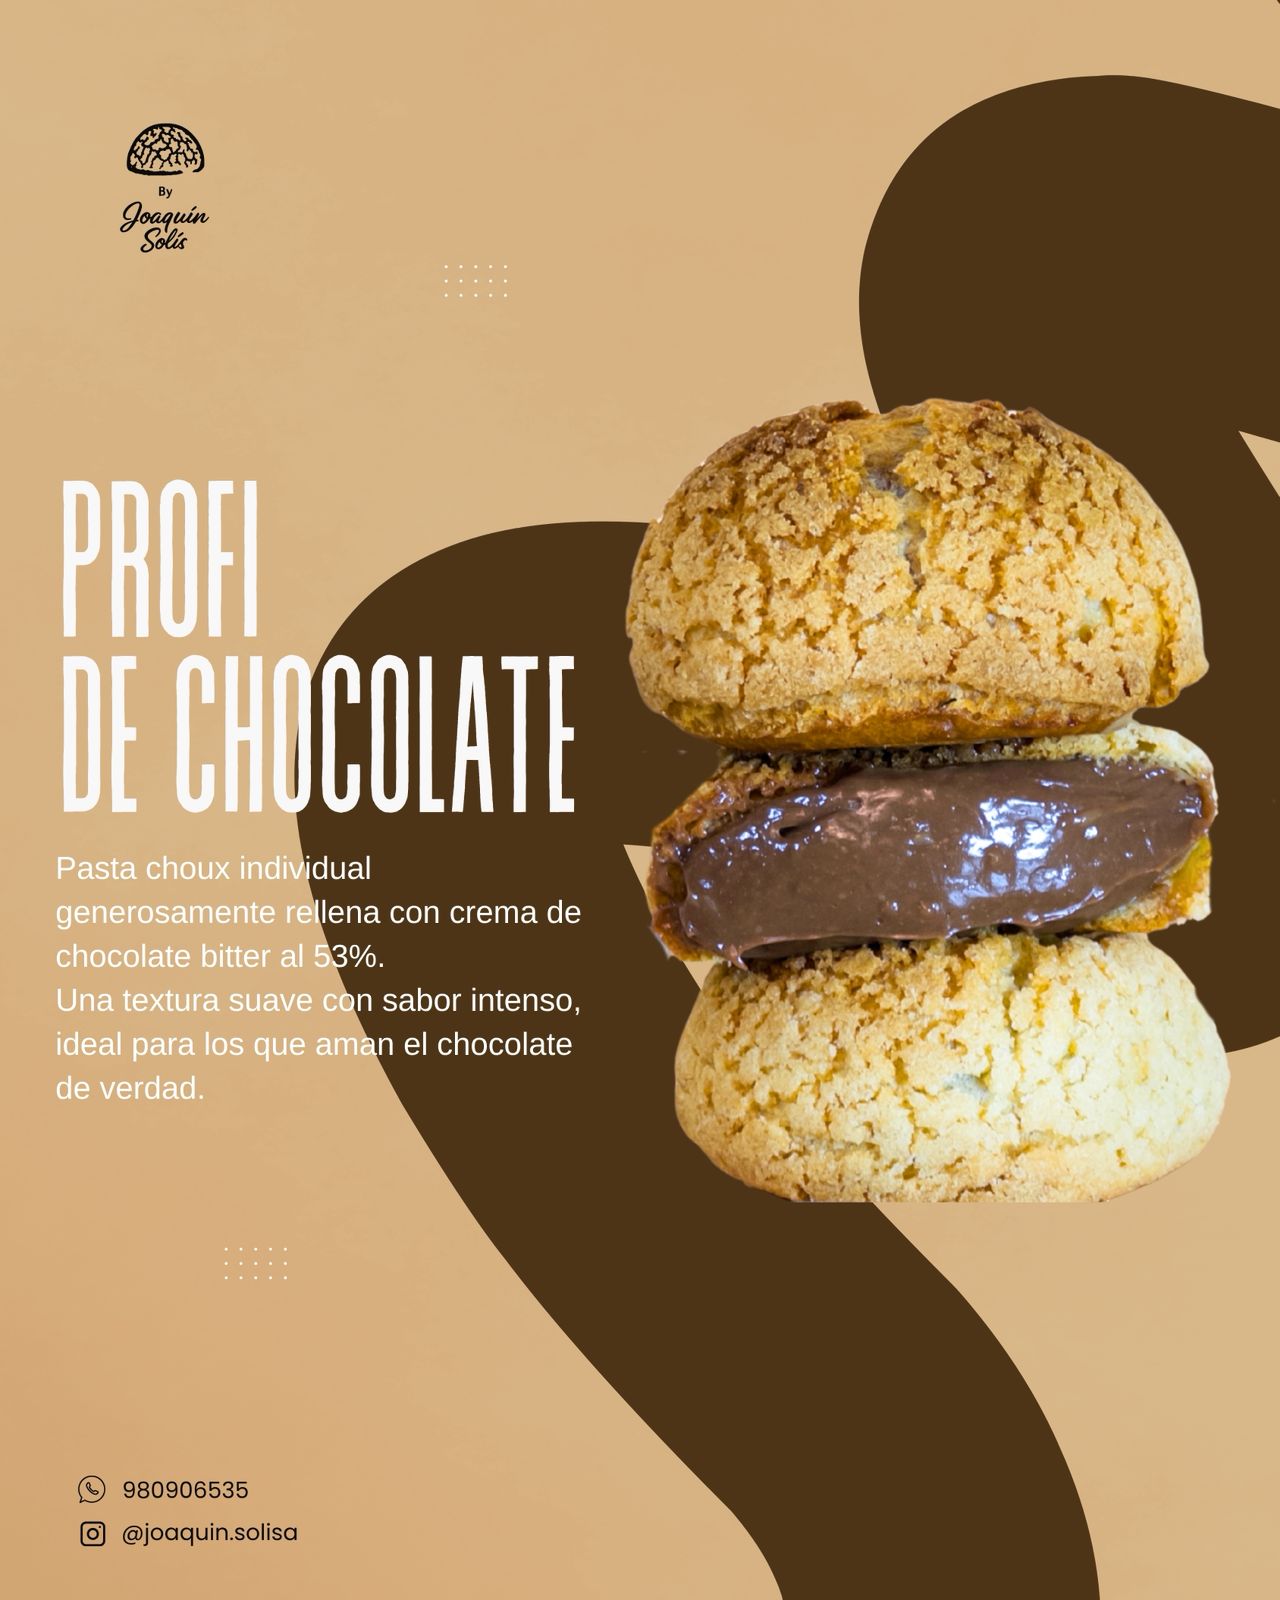 By
Joaquín
Solís
PROFI
DE CHOCOLATE
Pasta choux individual
generosamente rellena con crema de
chocolate bitter al 53%.
Una textura suave con sabor intenso,
ideal para los que aman el chocolate
de verdad.
980906535
@joaquin.solisa